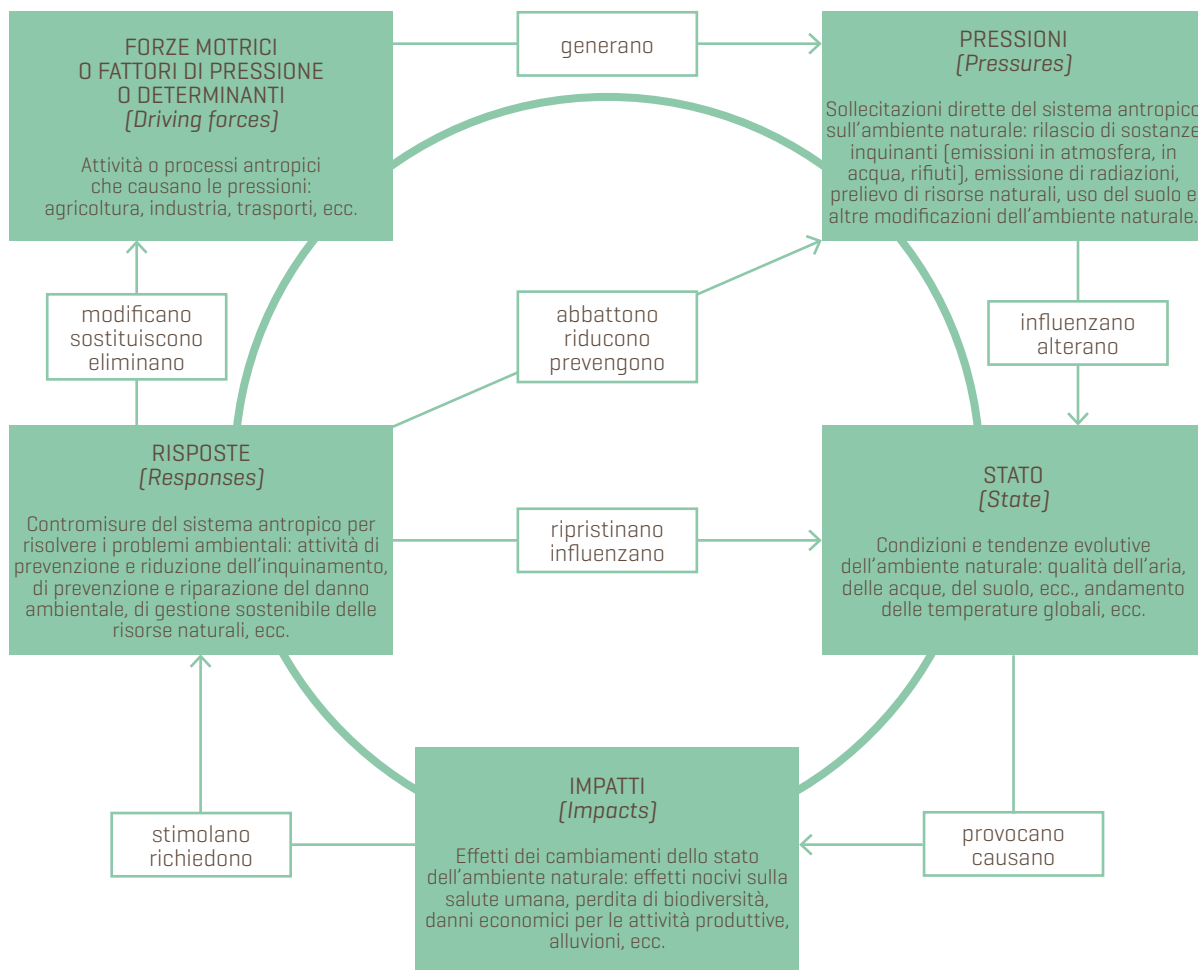 FORZE MOTRICI
O FATTORI DI PRESSIONE
O DETERMINANTI
(Driving forces)
Attività o processi antropici
che causano le pressioni:
agricoltura, industria, trasporti, ecc.
generano
PRESSIONI
(Pressures)
Sollecitazioni dirette del sistema antropico
sull'ambiente naturale: rilascio di sostanze
inquinanti (emissioni in atmosfera, in
acqua, rifiuti), emissione di radiazioni,
prelievo di risorse naturali, uso del suolo e
altre modificazioni dell'ambiente naturale.
modificano
sostituiscono
eliminano
abbattono
riducono
prevengono
influenzano
alterano
RISPOSTE
(Responses)
Contromisure del sistema antropico per
risolvere i problemi ambientali: attività di
prevenzione e riduzione dell'inquinamento,
di prevenzione e riparazione del danno
ambientale, di gestione sostenibile delle
risorse naturali, ecc.
ripristinano
influenzano
STATO
(State)
Condizioni e tendenze evolutive
dell'ambiente naturale: qualità dell'aria,
delle acque, del suolo, ecc., andamento
delle temperature globali, ecc.
stimolano
richiedono
IMPATTI
(Impacts)
Effetti dei cambiamenti dello stato
dell'ambiente naturale: effetti nocivi sulla
salute umana, perdita di biodiversità,
danni economici per le attività produttive,
alluvioni, ecc.
provocano
causano